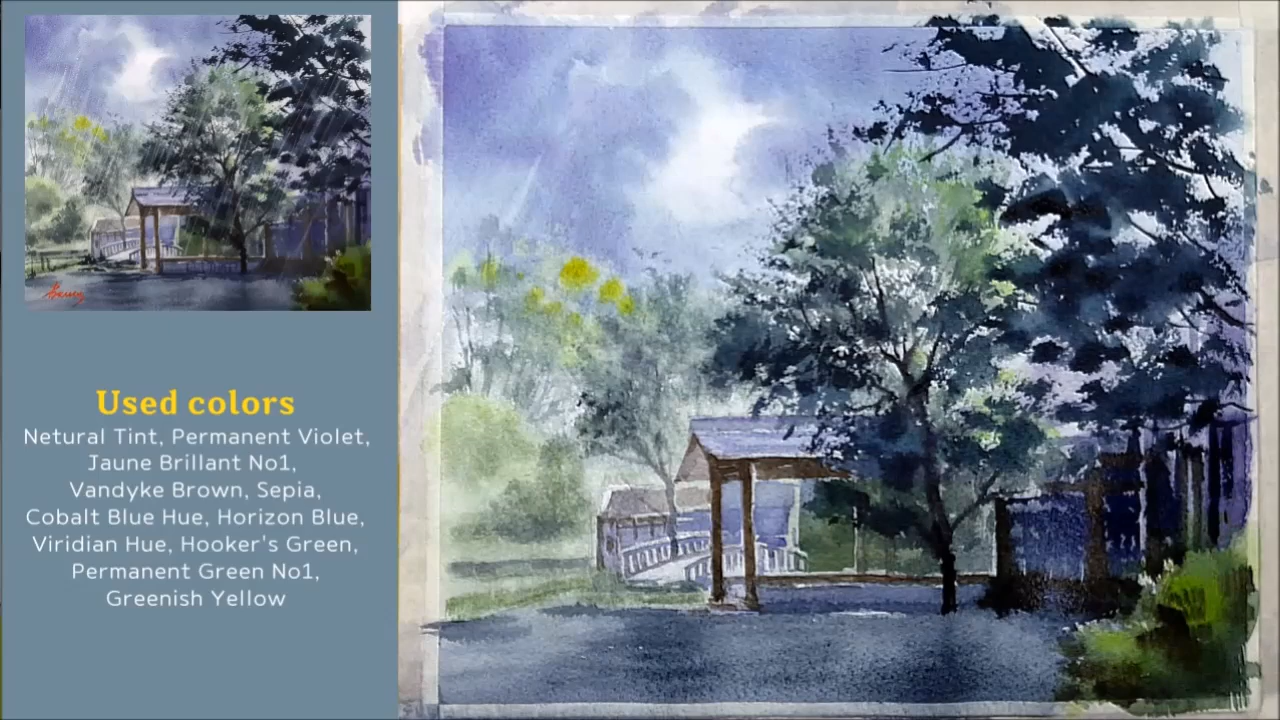 Used colors
Netural Tint, Permanent Violet,
Jaune Brillant No1,
Vandyke Brown, Sepia,
Cobalt Blue Hue, Horizon Blue,
Viridian Hue, Hooker's Green,
Permanent Green No1,
Greenish Yellow